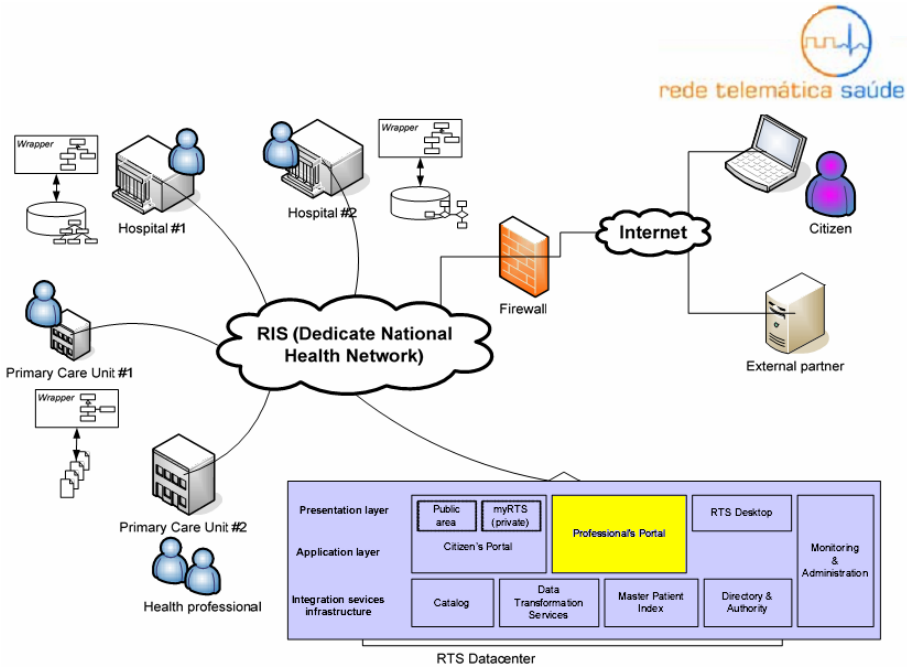 rede telemática saúde
Wrapper
Wrapper
Hospital #1
Hospital #2
Internet
Citizen
Firewall
RIS (Dedicate National
Health Network)
Primary Care Unit #1
External partner
Wrapper
Primary Care Unit #2
Health professional
Presentation layer
Public
area
myRTS
(private)
Professional's Portal
RTS Desktop
Application layer
Citizen's Portal
Monitoring
&
Administration
Integration sevices
infrastructure
Catalog
Data
Transformation
Services
Master Patient
Index
Directory &
Authority
RTS Datacenter